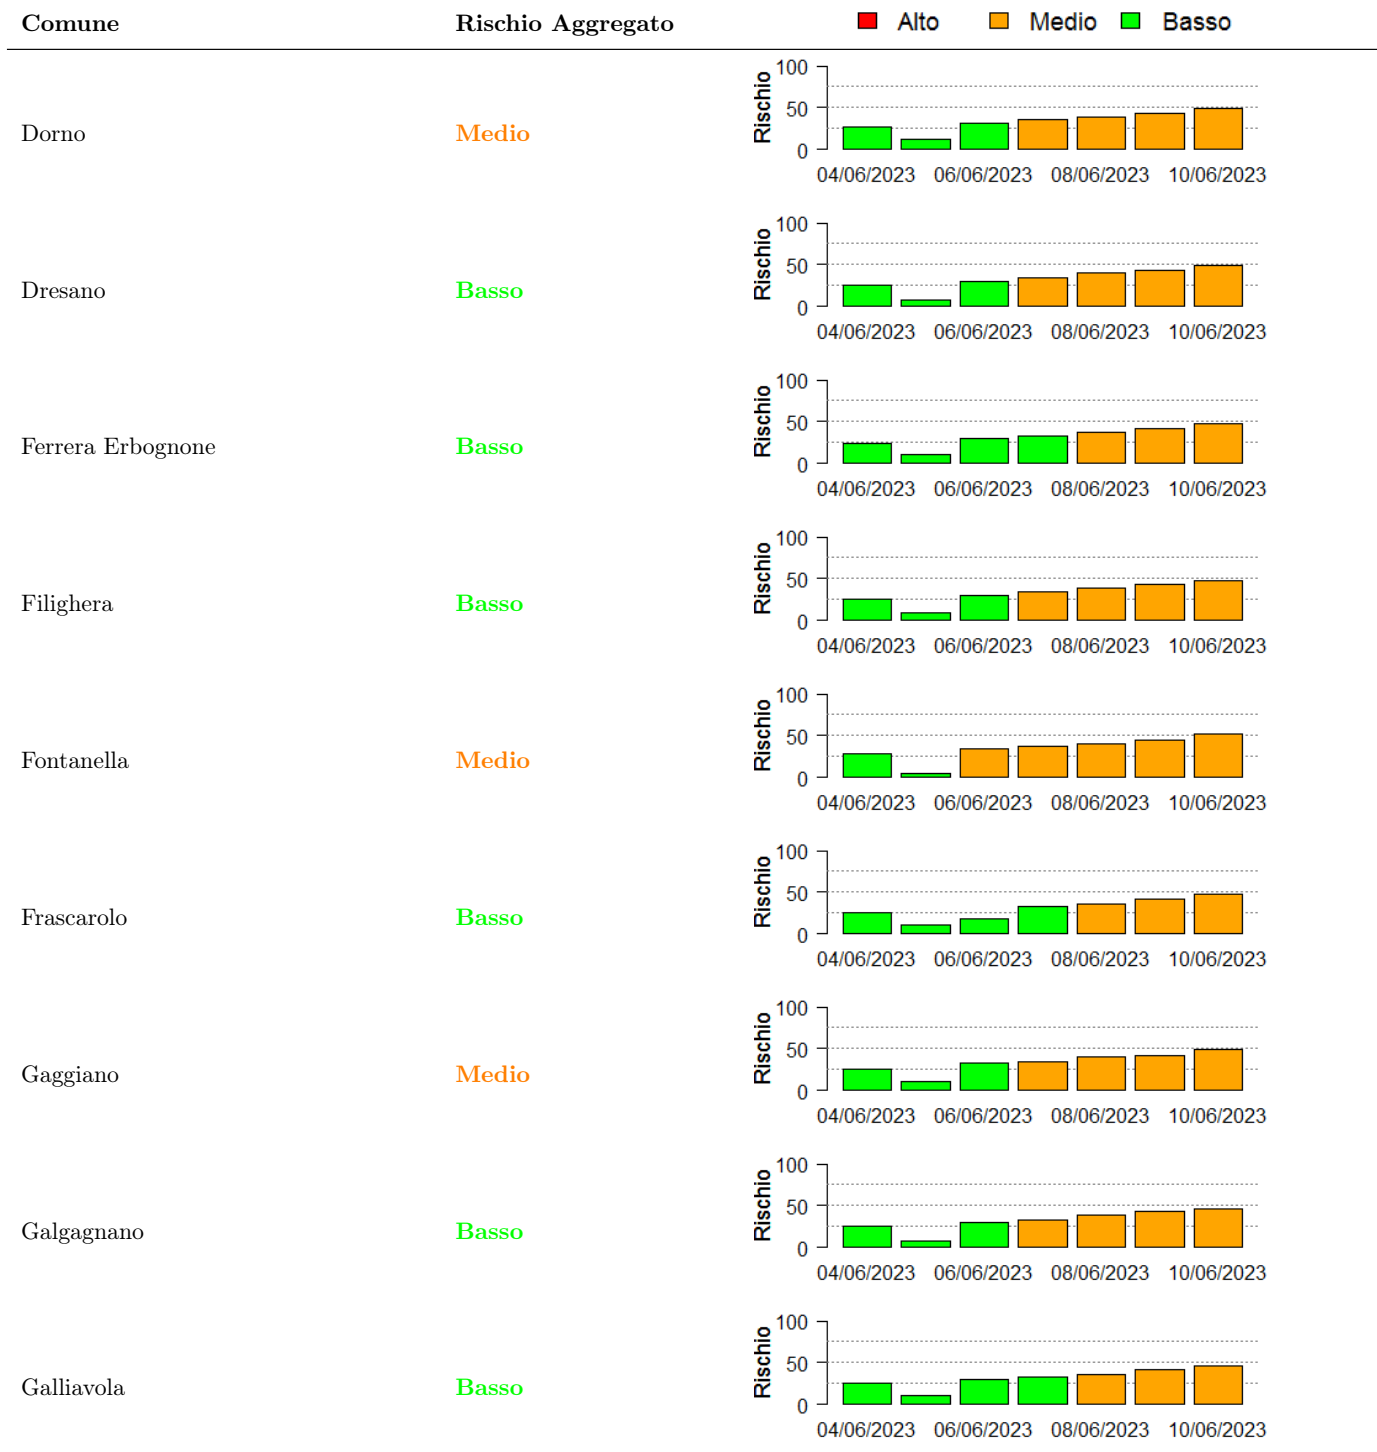 Comune Rischio Aggregato Alto Medio Basso
Dorno Medio
Rischio
100
50
0
04/06/2023 06/06/2023 08/06/2023 10/06/2023
Dresano Basso
Rischio
100
50
0
04/06/2023 06/06/2023 08/06/2023 10/06/2023
Ferrera Erbognone Basso
Rischio
100
50
0
04/06/2023 06/06/2023 08/06/2023 10/06/2023
Filighera Basso
Rischio
100
50
0
04/06/2023 06/06/2023 08/06/2023 10/06/2023
Fontanella Medio
Rischio
100
50
0
04/06/2023 06/06/2023 08/06/2023 10/06/2023
Frascarolo Basso
Rischio
100
50
0
04/06/2023 06/06/2023 08/06/2023 10/06/2023
Gaggiano Medio
Rischio
100
50
0
04/06/2023 06/06/2023 08/06/2023 10/06/2023
Galgagnano Basso
Rischio
100
50
0
04/06/2023 06/06/2023 08/06/2023 10/06/2023
Galliavola Basso
Rischio
100
50
0
04/06/2023 06/06/2023 08/06/2023 10/06/2023